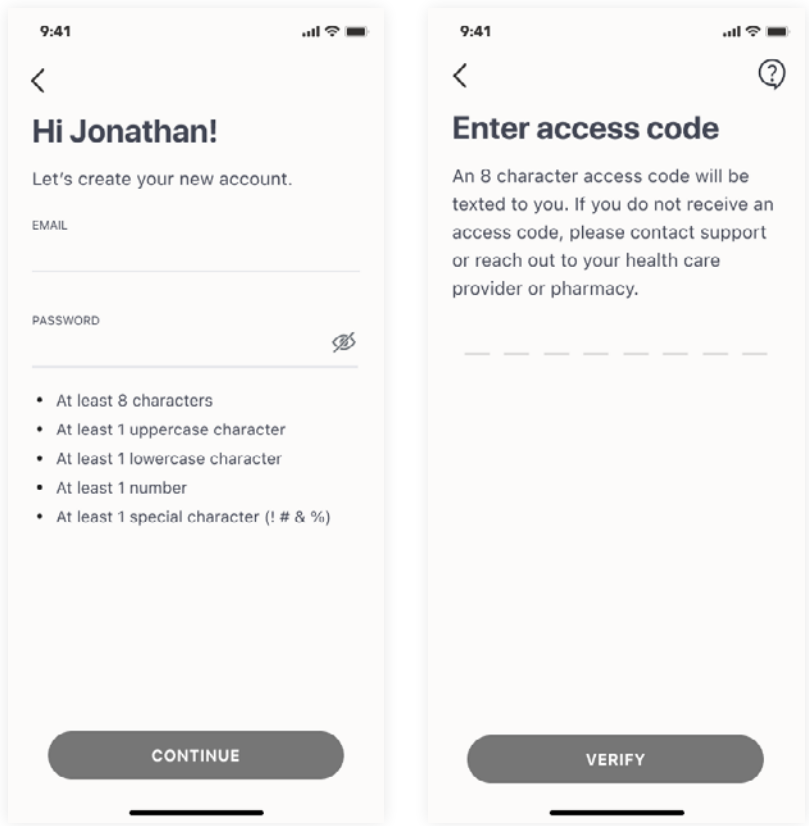 9:41
Hi Jonathan!
Let's create your new account.
EMAIL
PASSWORD
• At least 8 characters
• At least 1 uppercase character
• At least 1 lowercase character
• At least 1 number
• At least 1 special character (! # & %)
CONTINUE
9:41
Enter access code
An 8 character access code will be
texted to you. If you do not receive an
access code, please contact support
or reach out to your health care
provider or pharmacy.
VERIFY